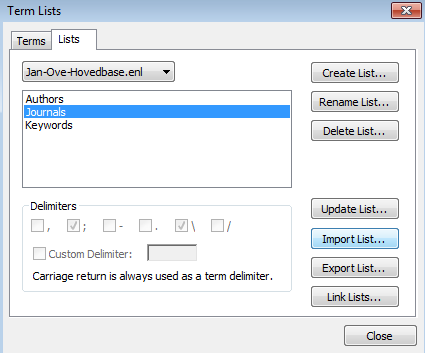 Term Lists
Terms
Lists
Jan-Ove-Hovedbase.enl
Create List...
Authors
Journals
Keywords
Rename List...
Delete List...
Delimiters
, ; - . \ /
Custom Delimiter:
Carriage return is always used as a term delimiter.
Update List...
Import List...
Export List...
Link Lists...
Close